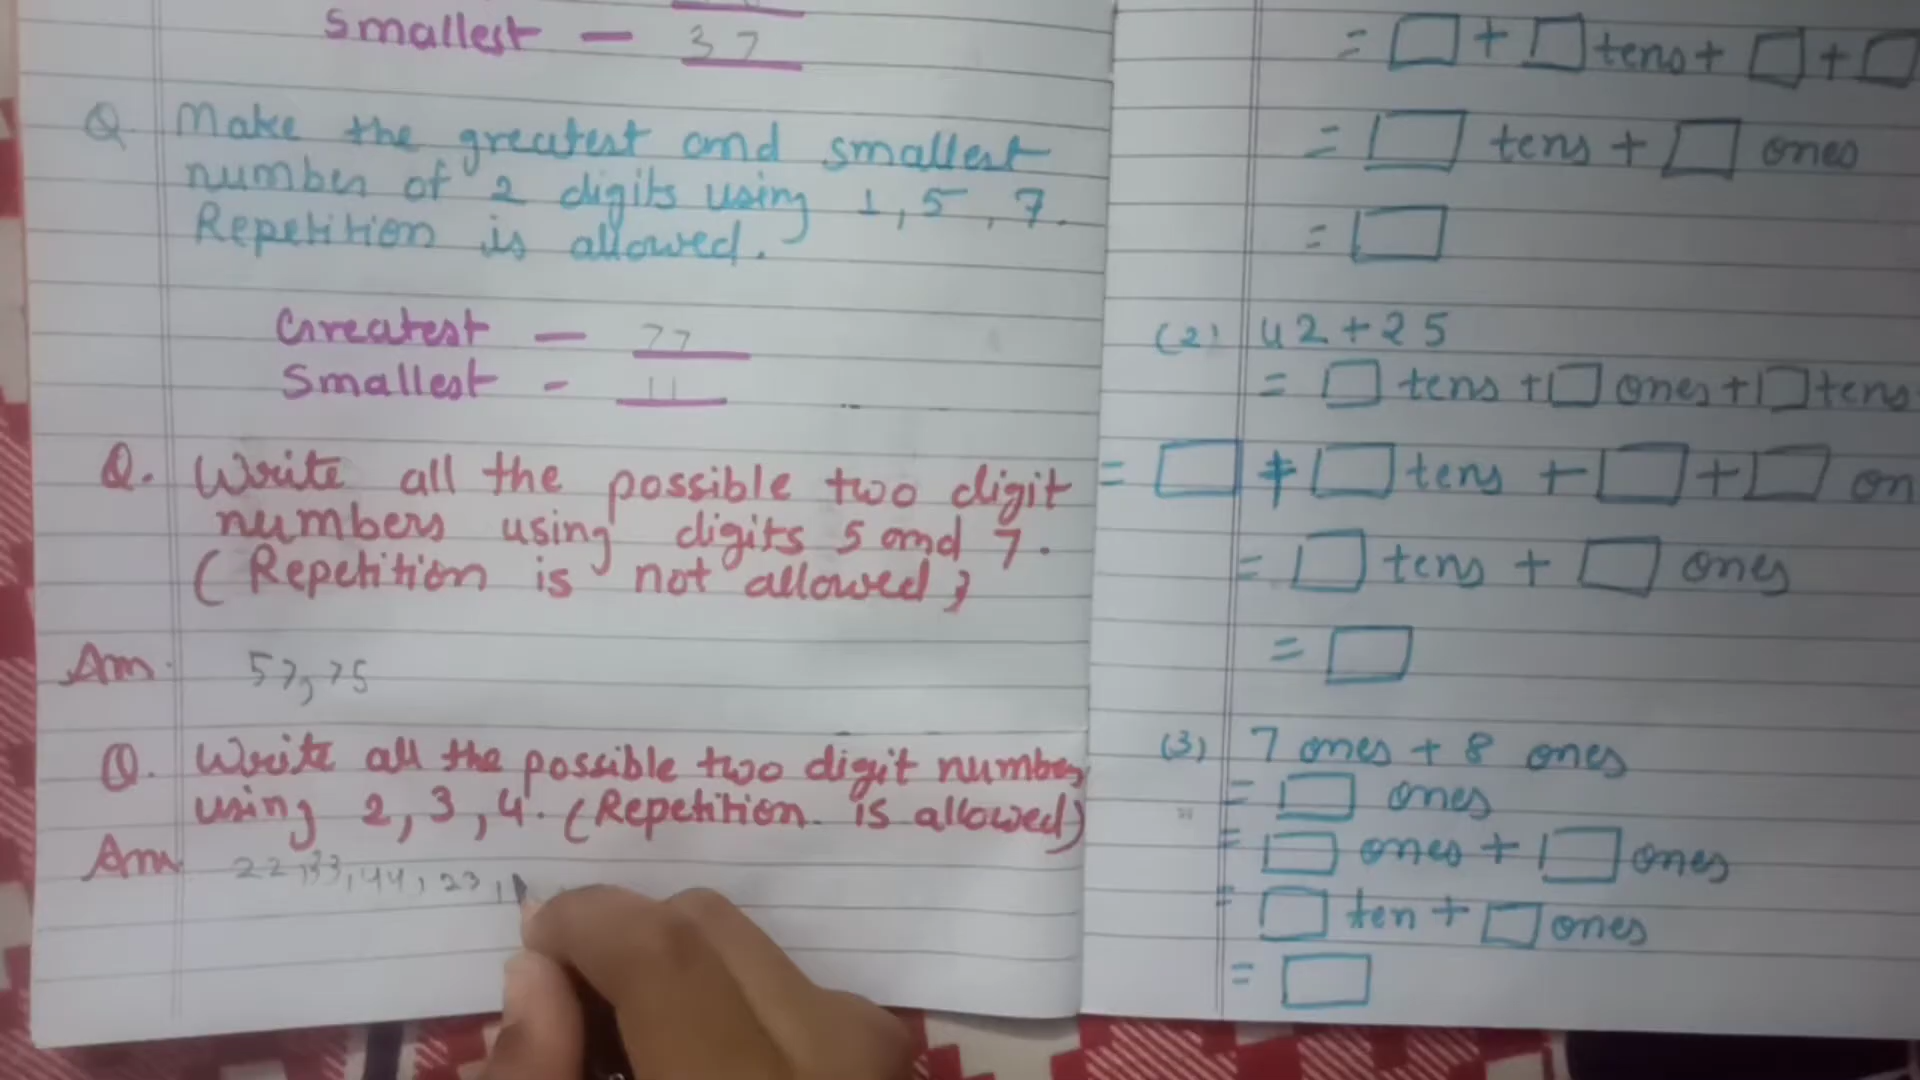 Smallest - 37
Q. Make the greatest and smallest
number of 2 digits using 1, 5, 7.
Repetition is allowed.
Greatest - 77
Smallest - 11
Q. Write all the possible two digit
numbers using digits 5 and 7.
(Repetition is not allowed)
Ans. 57, 75
Q. Write all the possible two digit number
using 2, 3, 4. (Repetition is allowed)
Ans 22, 33, 44, 23,
= □ + □ tens + □ + □
= □ tens + □ ones
= □
(2) 42 + 25
= □ tens + □ ones + □ tens
= □ + □ tens + □ + □ on
= □ tens + □ ones
= □
(3) 7 ones + 8 ones
= □ ones
= □ ones + □ ones
= □ ten + □ ones
= □